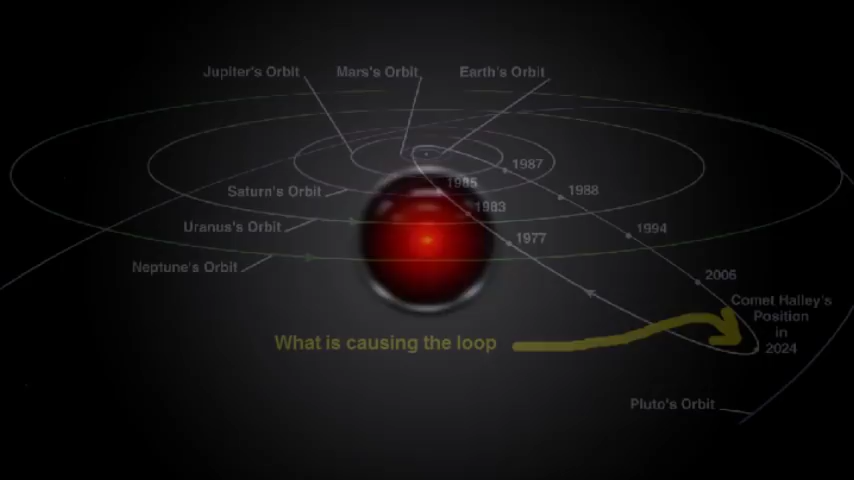 Jupiter's Orbit
Mars's Orbit
Earth's Orbit
1987
1985
1988
Saturn's Orbit
1983
Uranus's Orbit
1994
1977
Neptune's Orbit
2005
Comet Halley's
Position
in
2024
What is causing the loop
Pluto's Orbit